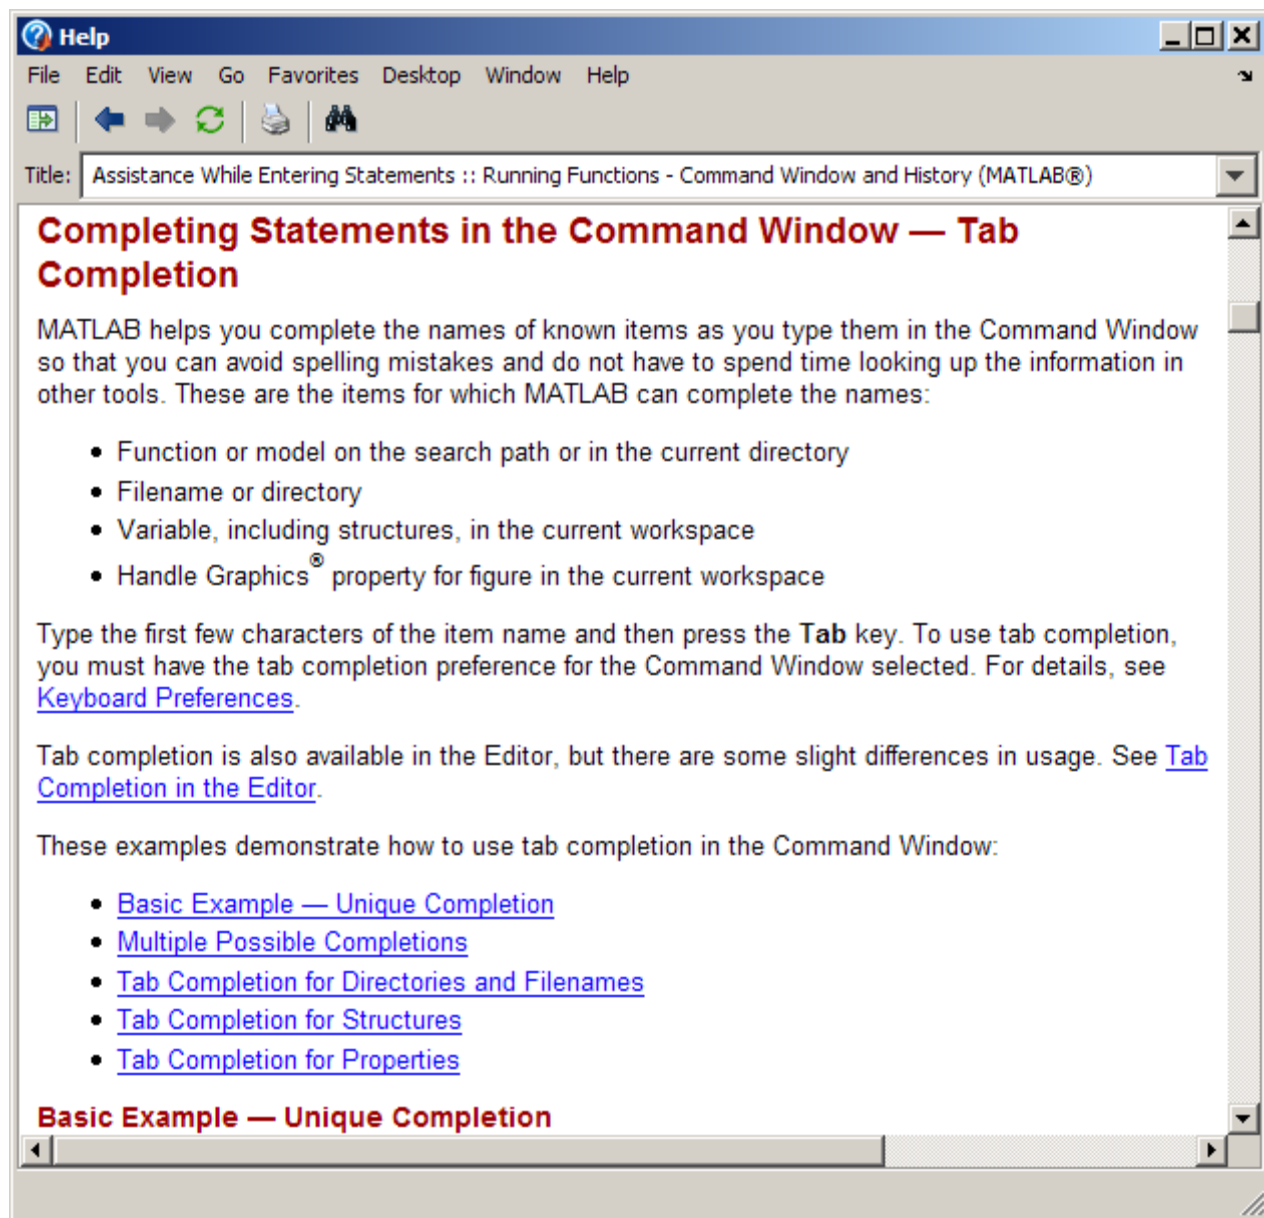 Help
File Edit View Go Favorites Desktop Window Help
Title: Assistance While Entering Statements :: Running Functions - Command Window and History (MATLAB®)
Completing Statements in the Command Window — Tab
Completion
MATLAB helps you complete the names of known items as you type them in the Command Window
so that you can avoid spelling mistakes and do not have to spend time looking up the information in
other tools. These are the items for which MATLAB can complete the names:
• Function or model on the search path or in the current directory
• Filename or directory
• Variable, including structures, in the current workspace
• Handle Graphics® property for figure in the current workspace
Type the first few characters of the item name and then press the Tab key. To use tab completion,
you must have the tab completion preference for the Command Window selected. For details, see
Keyboard Preferences.
Tab completion is also available in the Editor, but there are some slight differences in usage. See Tab
Completion in the Editor.
These examples demonstrate how to use tab completion in the Command Window:
• Basic Example — Unique Completion
• Multiple Possible Completions
• Tab Completion for Directories and Filenames
• Tab Completion for Structures
• Tab Completion for Properties
Basic Example — Unique Completion